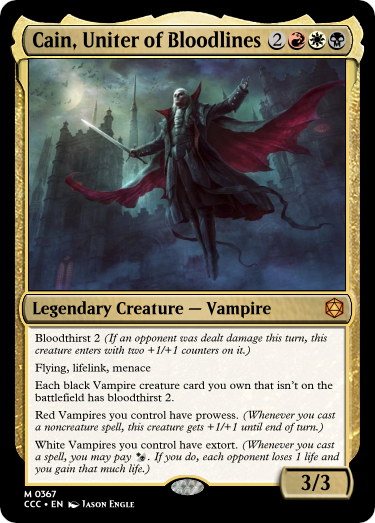 Cain, Uniter of Bloodlines 2
Legendary Creature — Vampire
Bloodthirst 2 (If an opponent was dealt damage this turn, this
creature enters with two +1/+1 counters on it.)
Flying, lifelink, menace
Each black Vampire creature card you own that isn't on the
battlefield has bloodthirst 2.
Red Vampires you control have prowess. (Whenever you cast
a noncreature spell, this creature gets +1/+1 until end of turn.)
White Vampires you control have extort. (Whenever you cast
a spell, you may pay . If you do, each opponent loses 1 life and
you gain that much life.)
3/3
M 0367
CCC • EN Jason Engle